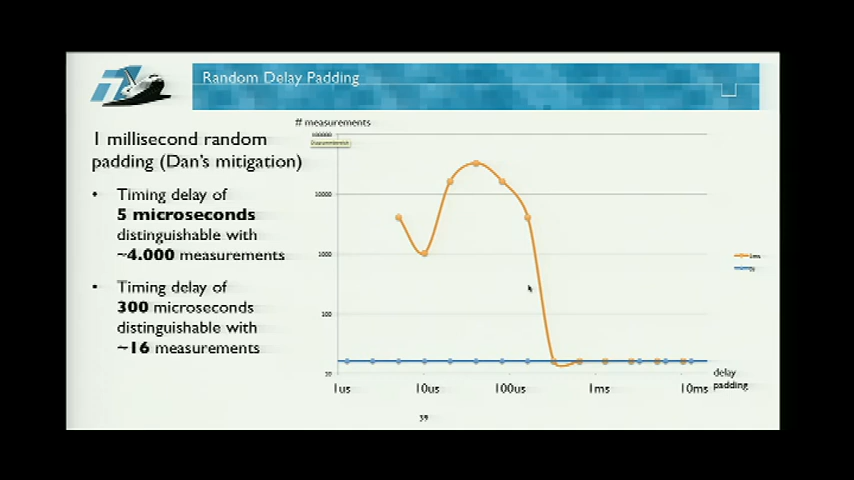 Random Delay Padding
1 millisecond random
padding (Dan's mitigation)
• Timing delay of
5 microseconds
distinguishable with
~4.000 measurements
• Timing delay of
300 microseconds
distinguishable with
~16 measurements
# measurements
100000
10000
1000
100
10
1us
10us
100us
1ms
10ms
delay
padding
1ms
39